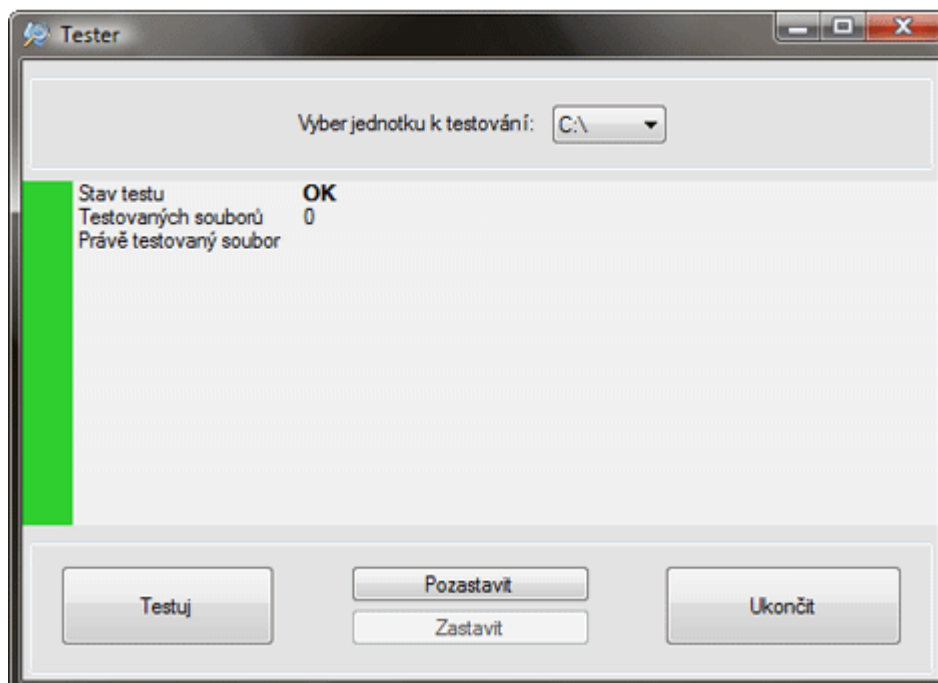 Tester
Vyber jednotku k testování: C:\
Stav testu OK
Testovaných souborů 0
Právě testovaný soubor
Testuj
Pozastavit
Zastavit
Ukončit